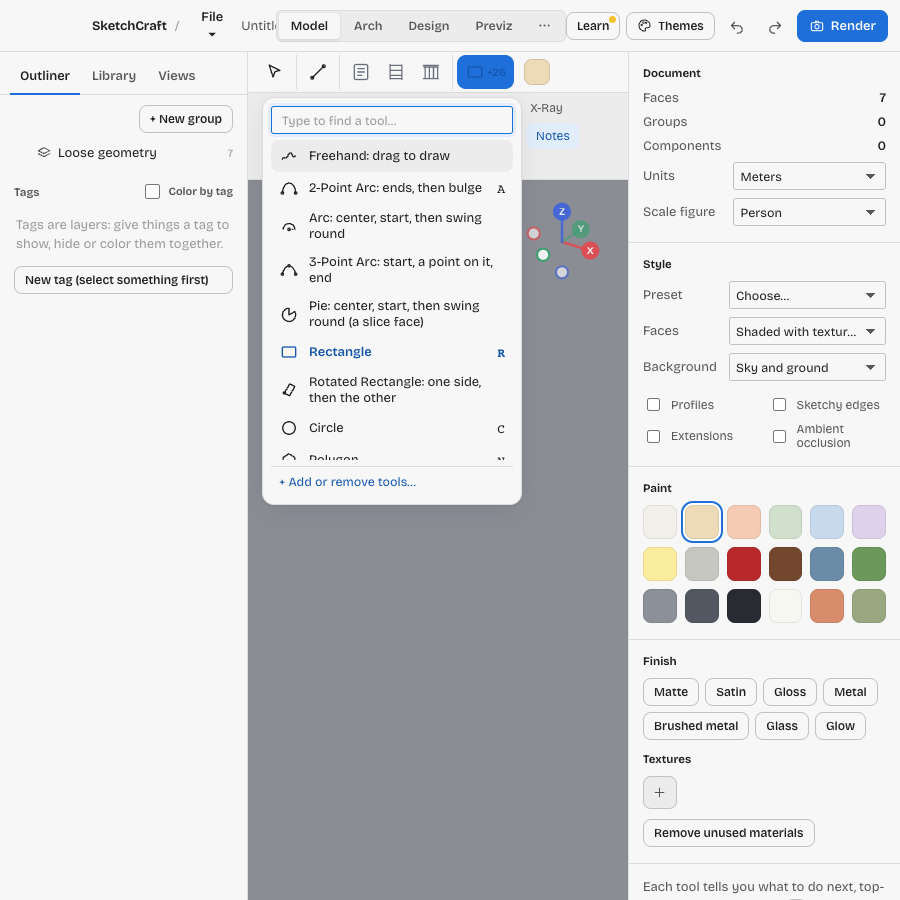 SketchCraft /
File
Model
Arch
Design
Previz
Learn
Themes
Render
Outliner
Library
Views
+ New group
Loose geometry 7
Tags
Color by tag
Tags are layers: give things a tag to
show, hide or color them together.
New tag (select something first)
+26
X-Ray
Notes
Type to find a tool...
Freehand: drag to draw
2-Point Arc: ends, then bulge A
Arc: center, start, then swing
round
3-Point Arc: start, a point on it,
end
Pie: center, start, then swing
round (a slice face)
Rectangle R
Rotated Rectangle: one side,
then the other
Circle C
Polygon
+ Add or remove tools...
Z
Y
X
Document
Faces 7
Groups 0
Components 0
Units Meters
Scale figure Person
Style
Preset Choose...
Faces Shaded with textur...
Background Sky and ground
Profiles
Sketchy edges
Extensions
Ambient
occlusion
Paint
Finish
Matte
Satin
Gloss
Metal
Brushed metal
Glass
Glow
Textures
+
Remove unused materials
Each tool tells you what to do next, top-